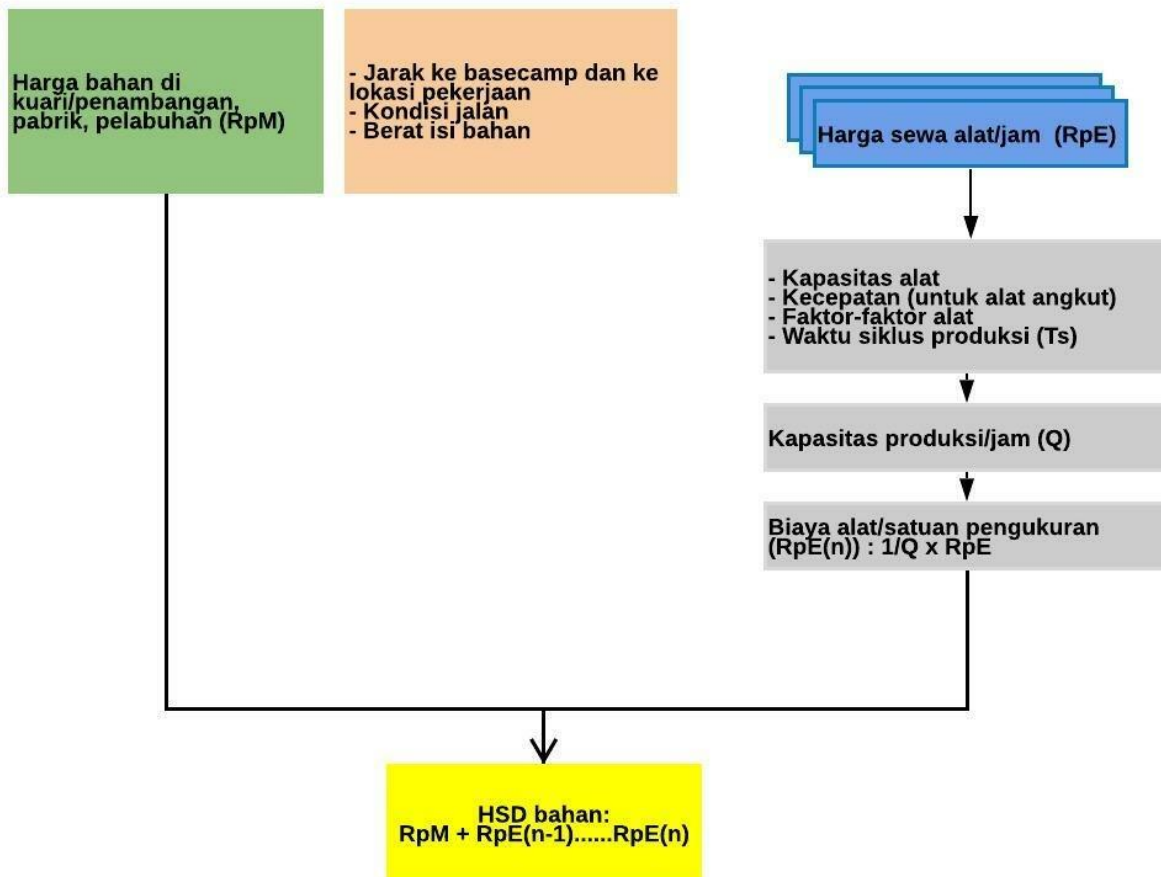 Harga bahan di
kuari/penambangan,
pabrik, pelabuhan (RpM)
- Jarak ke basecamp dan ke
lokasi pekerjaan
- Kondisi jalan
- Berat isi bahan
Harga sewa alat/jam (RpE)
- Kapasitas alat
- Kecepatan (untuk alat angkut)
- Faktor-faktor alat
- Waktu siklus produksi (Ts)
Kapasitas produksi/jam (Q)
Biaya alat/satuan pengukuran
(RpE(n)) : 1/Q x RpE
HSD bahan:
RpM + RpE(n-1)......RpE(n)